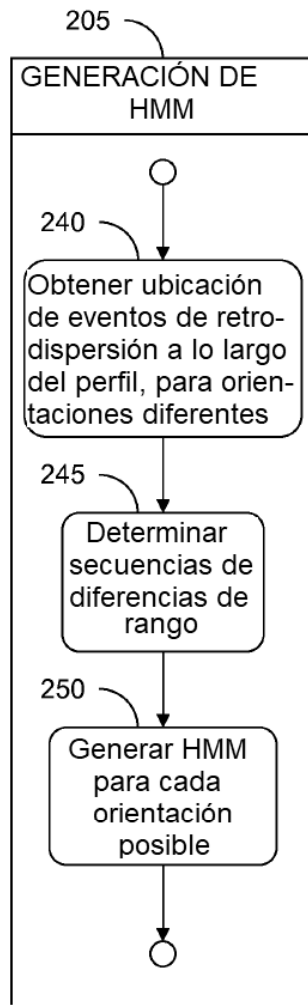 205
GENERACIÓN DE
HMM
240
Obtener ubicación
de eventos de retro-
dispersión a lo largo
del perfil, para orien-
taciones diferentes
245
Determinar
secuencias de
diferencias de
rango
250
Generar HMM
para cada
orientación
posible